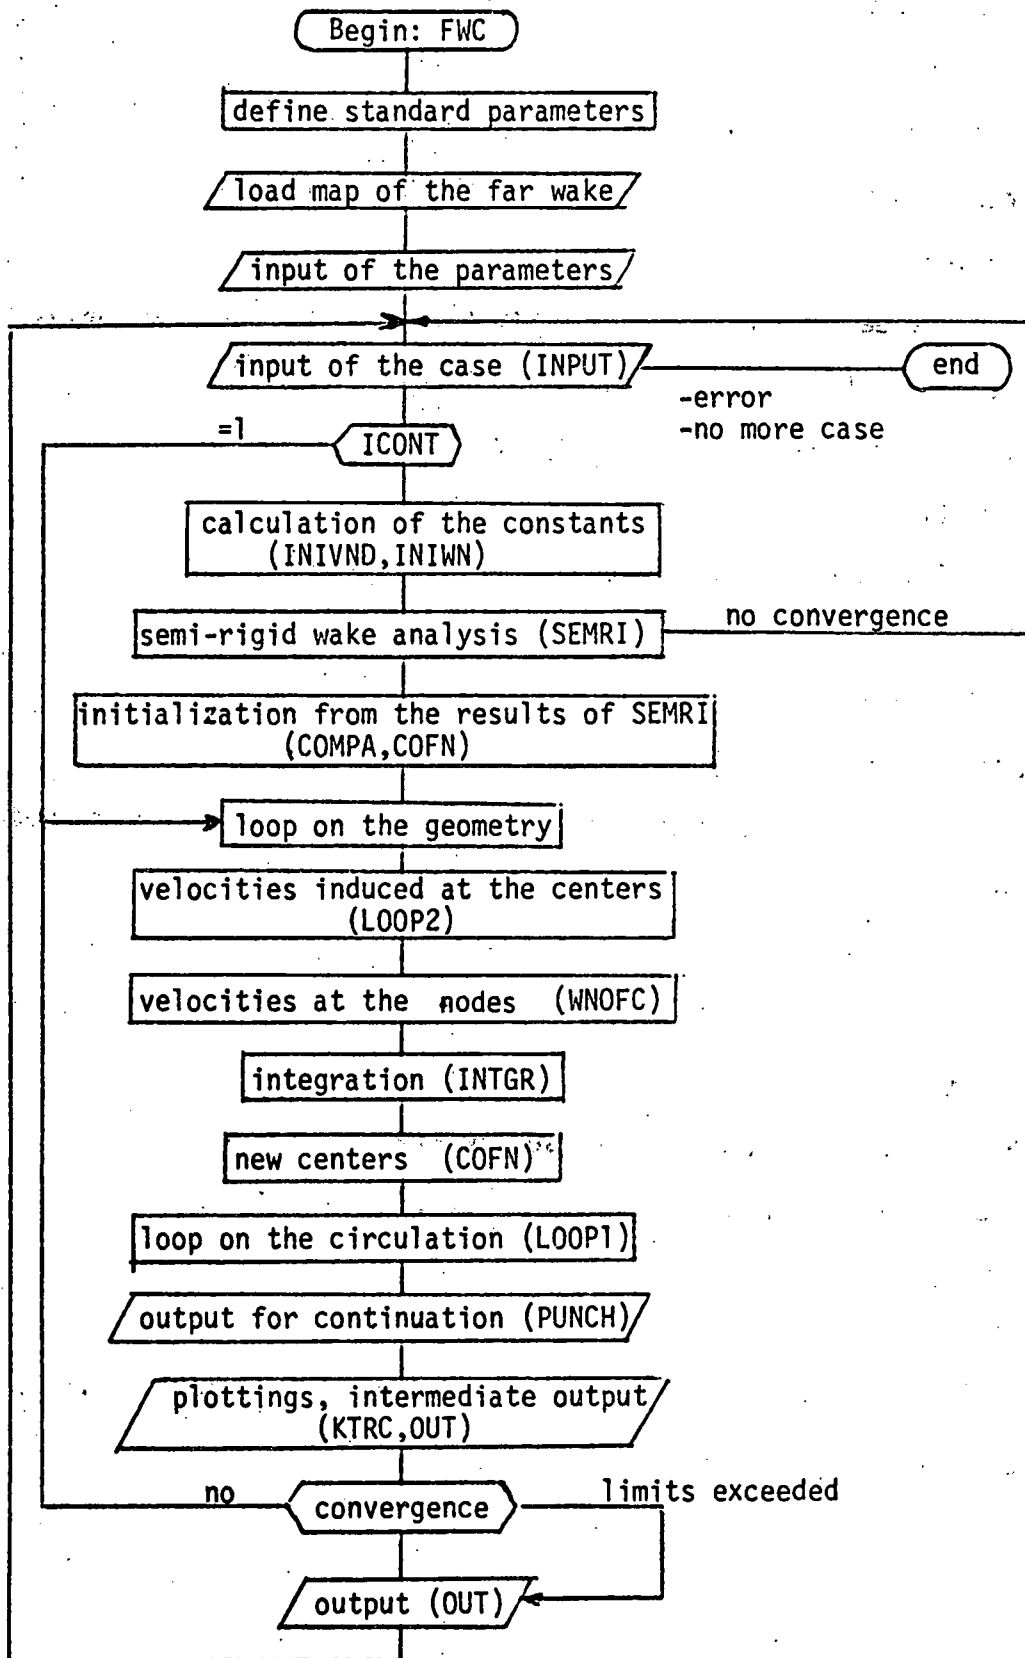 Begin: FWC
define standard parameters
load map of the far wake
input of the parameters
input of the case (INPUT)
end
-error
-no more case
=1
ICONT
calculation of the constants
(INIVND,INIWN)
semi-rigid wake analysis (SEMRI)
no convergence
initialization from the results of SEMRI
(COMPA,COFN)
loop on the geometry
velocities induced at the centers
(LOOP2)
velocities at the nodes (WNOFC)
integration (INTGR)
new centers (COFN)
loop on the circulation (LOOP1)
output for continuation (PUNCH)
plottings, intermediate output
(KTRC,OUT)
no
convergence
limits exceeded
output (OUT)